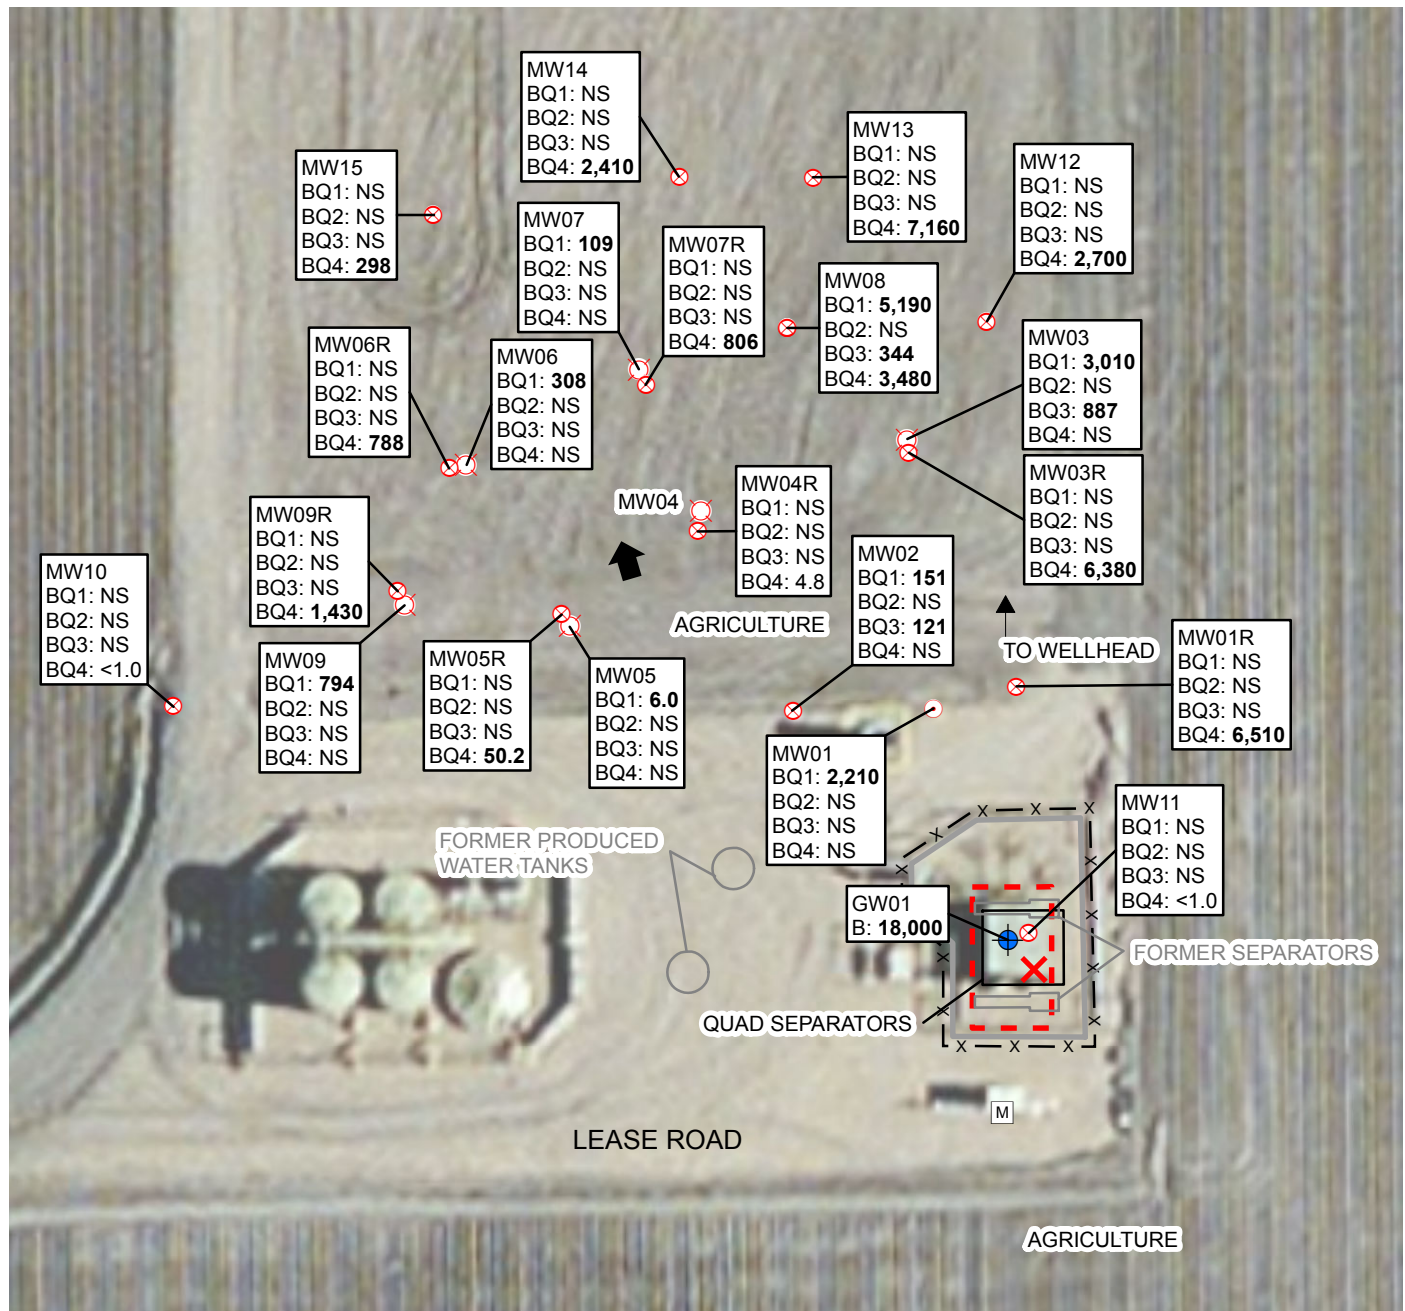 MW14
BQ1: NS
BQ2: NS
BQ3: NS
BQ4: 2,410
MW13
BQ1: NS
BQ2: NS
BQ3: NS
BQ4: 7,160
MW12
BQ1: NS
BQ2: NS
BQ3: NS
BQ4: 2,700
MW15
BQ1: NS
BQ2: NS
BQ3: NS
BQ4: 298
MW07
BQ1: 109
BQ2: NS
BQ3: NS
BQ4: NS
MW07R
BQ1: NS
BQ2: NS
BQ3: NS
BQ4: 806
MW08
BQ1: 5,190
BQ2: NS
BQ3: 344
BQ4: 3,480
MW03
BQ1: 3,010
BQ2: NS
BQ3: 887
BQ4: NS
MW06R
BQ1: NS
BQ2: NS
BQ3: NS
BQ4: 788
MW06
BQ1: 308
BQ2: NS
BQ3: NS
BQ4: NS
MW03R
BQ1: NS
BQ2: NS
BQ3: NS
BQ4: 6,380
MW04
MW04R
BQ1: NS
BQ2: NS
BQ3: NS
BQ4: 4.8
MW09R
BQ1: NS
BQ2: NS
BQ3: NS
BQ4: 1,430
MW02
BQ1: 151
BQ2: NS
BQ3: 121
BQ4: NS
MW10
BQ1: NS
BQ2: NS
BQ3: NS
BQ4: <1.0
AGRICULTURE
TO WELLHEAD
MW01R
BQ1: NS
BQ2: NS
BQ3: NS
BQ4: 6,510
MW09
BQ1: 794
BQ2: NS
BQ3: NS
BQ4: NS
MW05R
BQ1: NS
BQ2: NS
BQ3: NS
BQ4: 50.2
MW05
BQ1: 6.0
BQ2: NS
BQ3: NS
BQ4: NS
MW01
BQ1: 2,210
BQ2: NS
BQ3: NS
BQ4: NS
MW11
BQ1: NS
BQ2: NS
BQ3: NS
BQ4: <1.0
FORMER PRODUCED
WATER TANKS
GW01
B: 18,000
FORMER SEPARATORS
QUAD SEPARATORS
M
LEASE ROAD
AGRICULTURE